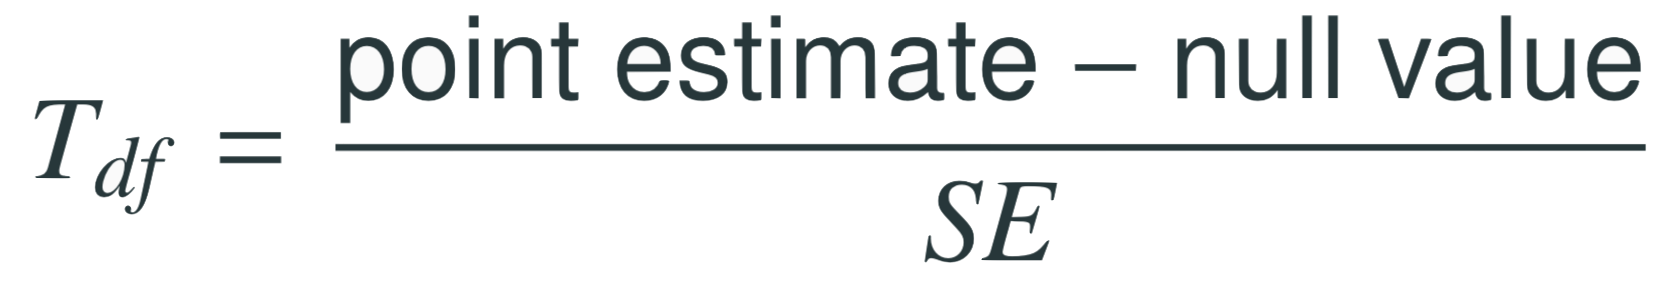 T_df = point estimate – null value
SE